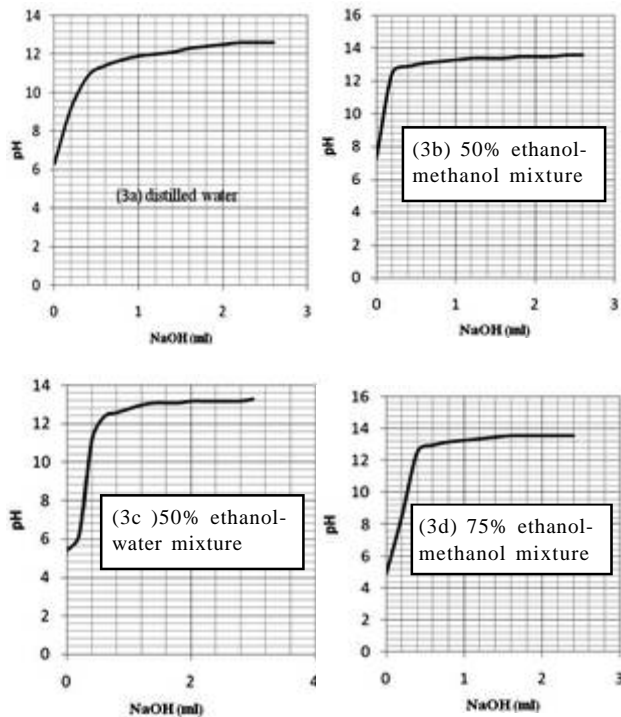 14
12
10
8
6
4
2
0
pH
(3a) distilled water
0 1 2 3
NaOH (ml)
16
14
12
10
8
6
4
2
0
pH
(3b) 50% ethanol-
methanol mixture
0 1 2 3
NaOH (ml)
14
12
10
8
6
4
2
0
pH
(3c )50% ethanol-
water mixture
0 1 2 3 4
NaOH (ml)
16
14
12
10
8
6
4
2
0
pH
(3d) 75% ethanol-
methanol mixture
0 1 2 3
NaOH (ml)